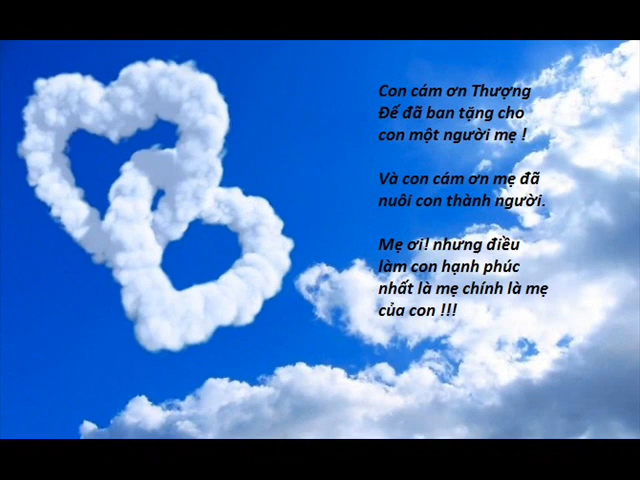 Con cám ơn Thượng
Đế đã ban tặng cho
con một người mẹ !
Và con cám ơn mẹ đã
nuôi con thành người.
Mẹ ơi! nhưng điều
làm con hạnh phúc
nhất là mẹ chính là mẹ
của con !!!